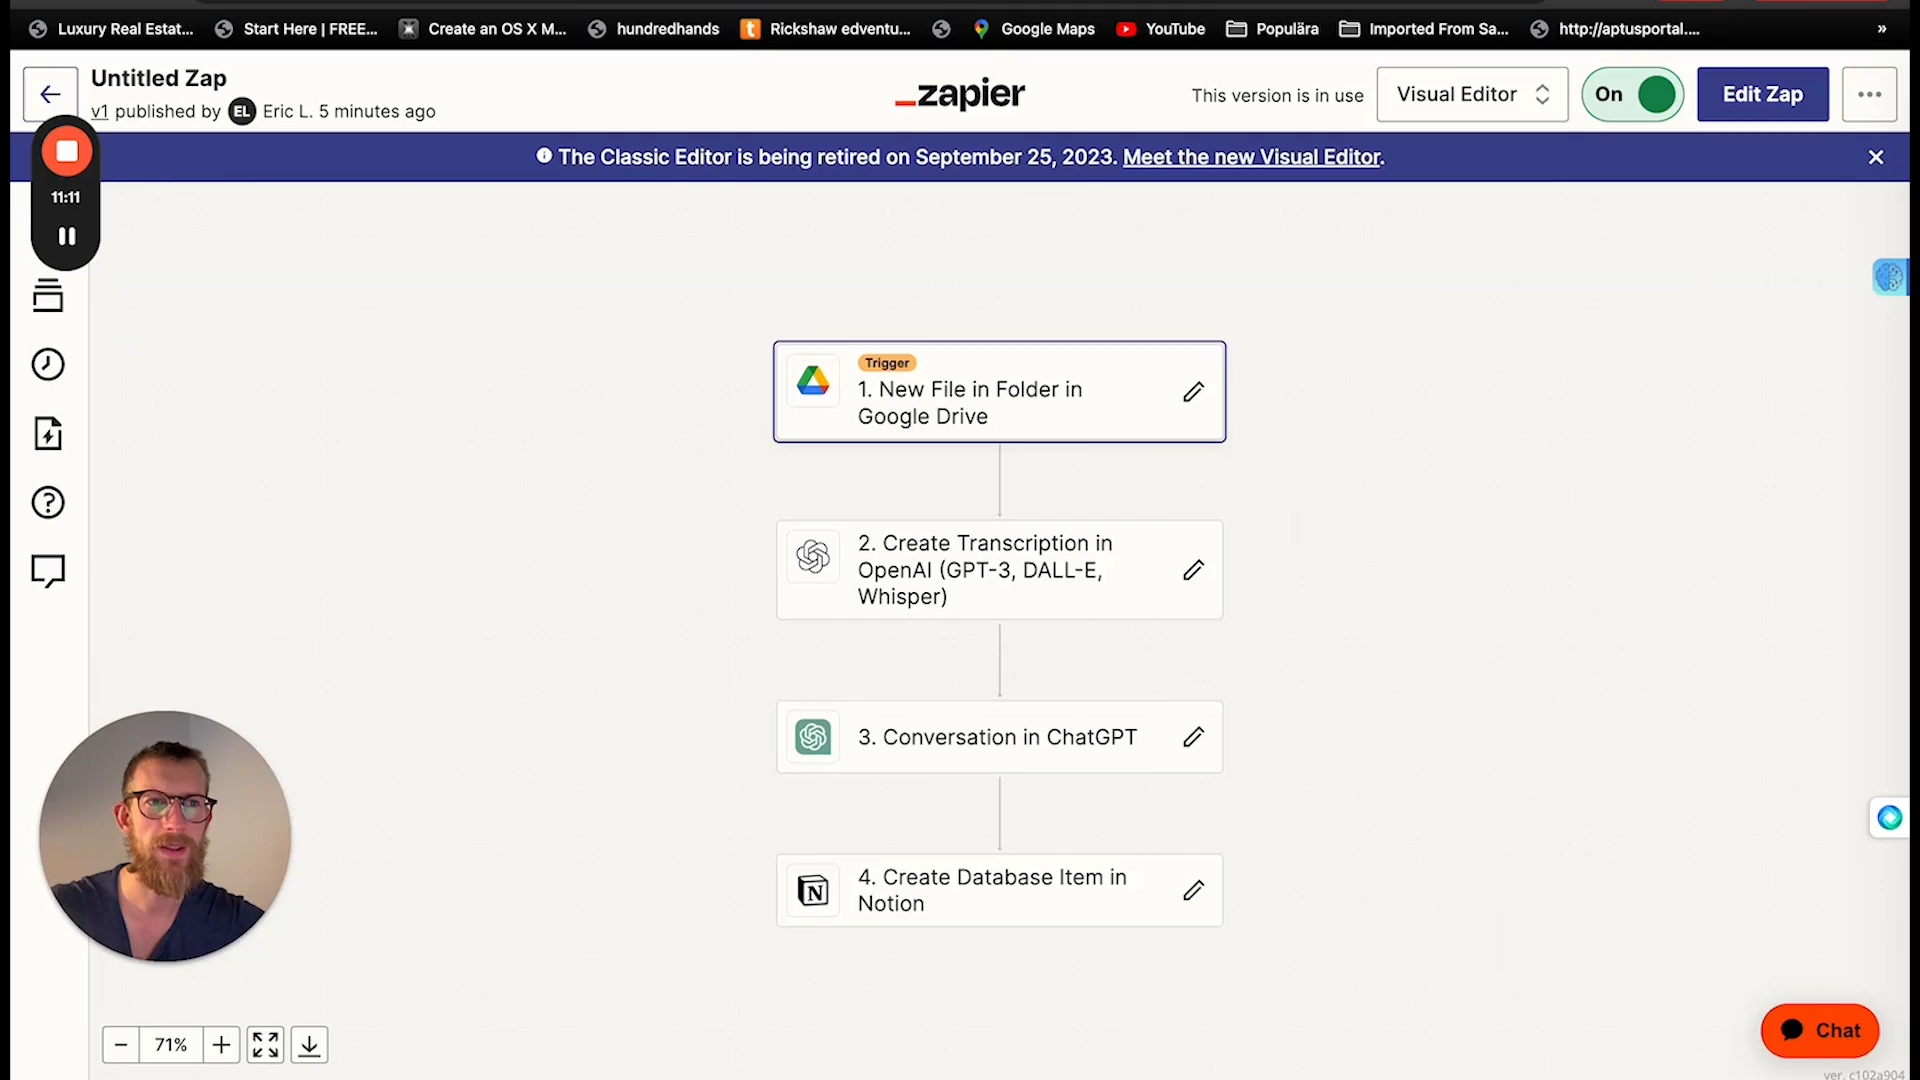 Luxury Real Estat...
Start Here | FREE...
Create an OS X M...
hundredhands
Rickshaw edventu...
Google Maps
YouTube
Populära
Imported From Sa...
http://aptusportal....
»
Untitled Zap
v1 published by EL Eric L. 5 minutes ago
_zapier
This version is in use
Visual Editor
On
Edit Zap
The Classic Editor is being retired on September 25, 2023. Meet the new Visual Editor.
11:11
Trigger
1. New File in Folder in
Google Drive
2. Create Transcription in
OpenAI (GPT-3, DALL-E,
Whisper)
3. Conversation in ChatGPT
4. Create Database Item in
Notion
71%
Chat
ver. c102a904